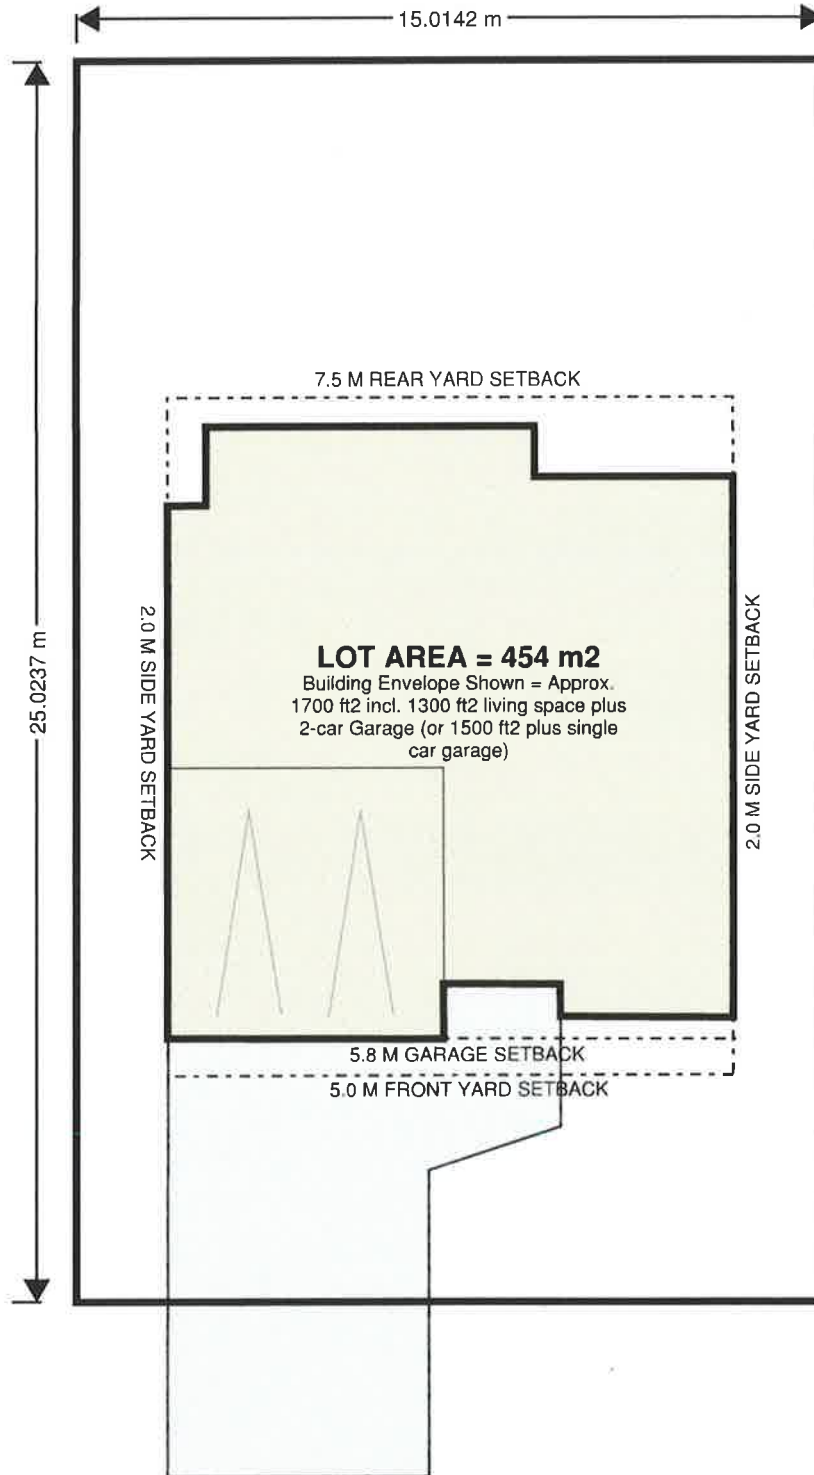 15.0142 m
7.5 M REAR YARD SETBACK
25.0237 m
2.0 M SIDE YARD SETBACK
LOT AREA = 454 m2
Building Envelope Shown = Approx.
1700 ft2 incl. 1300 ft2 living space plus
2-car Garage (or 1500 ft2 plus single
car garage)
2.0 M SIDE YARD SETBACK
5.8 M GARAGE SETBACK
5.0 M FRONT YARD SETBACK